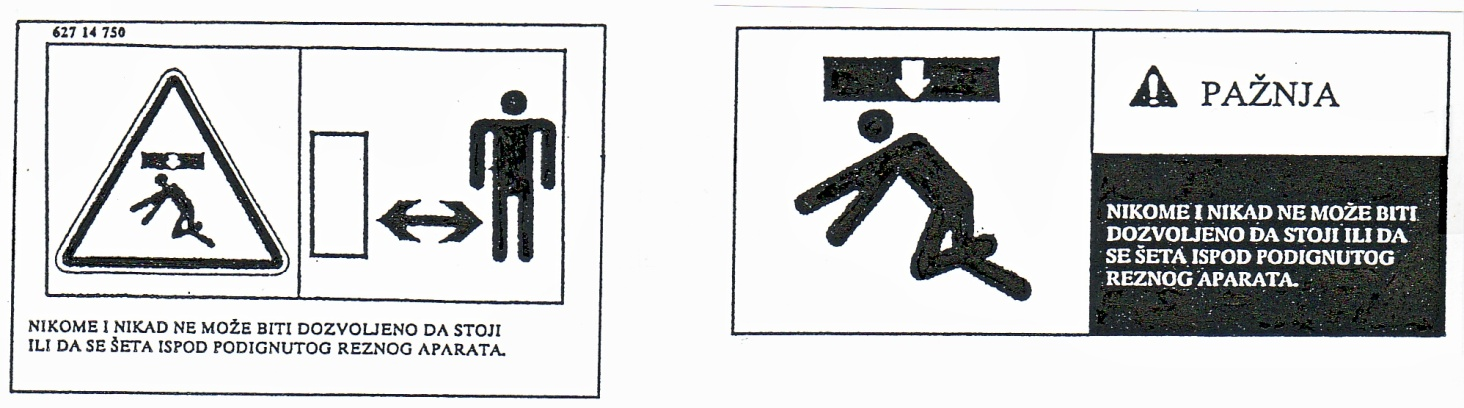 627 14 750
NIKOME I NIKAD NE MOŽE BITI DOZVOLJENO DA STOJI
ILI DA SE ŠETA ISPOD PODIGNUTOG REZNOG APARATA.
PAŽNJA
NIKOME I NIKAD NE MOŽE BITI
DOZVOLJENO DA STOJI ILI DA
SE ŠETA ISPOD PODIGNUTOG
REZNOG APARATA.